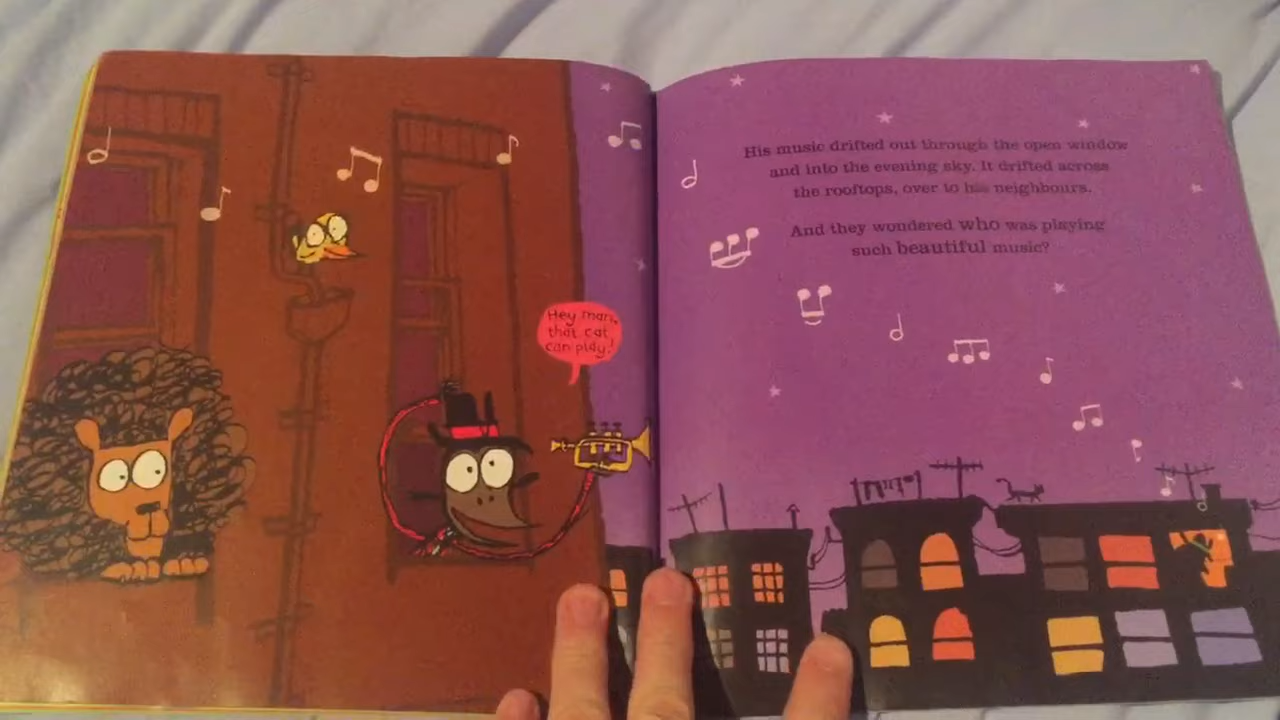 Hey man,
that cat
can play!
His music drifted out through the open window
and into the evening sky. It drifted across
the rooftops, over to his neighbours.
And they wondered who was playing
such beautiful music?